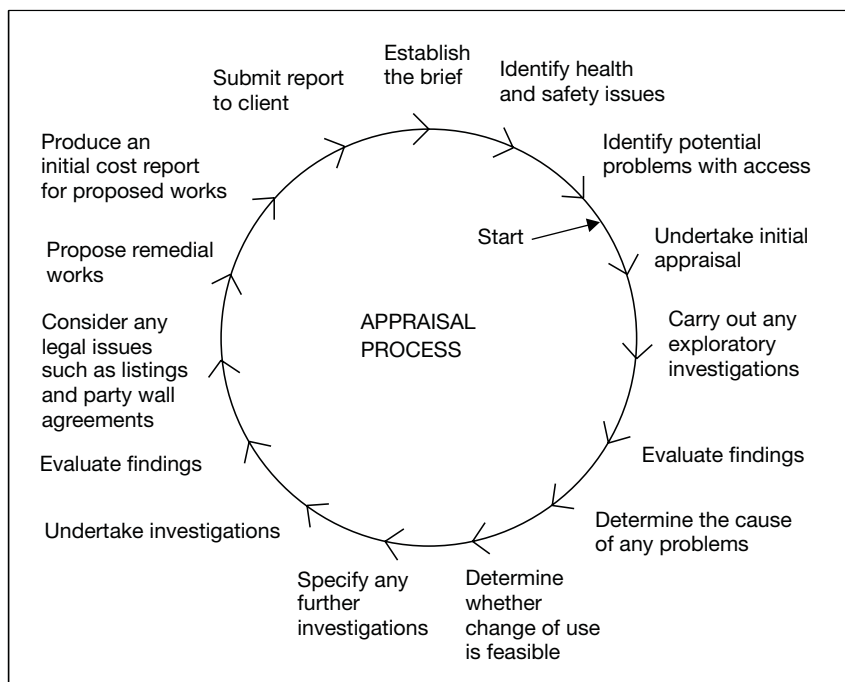 Establish
the brief
Identify health
and safety issues
Identify potential
problems with access
Start
Undertake initial
appraisal
Carry out any
exploratory
investigations
Evaluate findings
Determine the cause
of any problems
Determine
whether
change of use
is feasible
Specify any
further
investigations
Undertake investigations
Evaluate findings
Consider any
legal issues
such as listings
and party wall
agreements
Propose remedial
works
Produce an
initial cost report
for proposed works
Submit report
to client
APPRAISAL
PROCESS